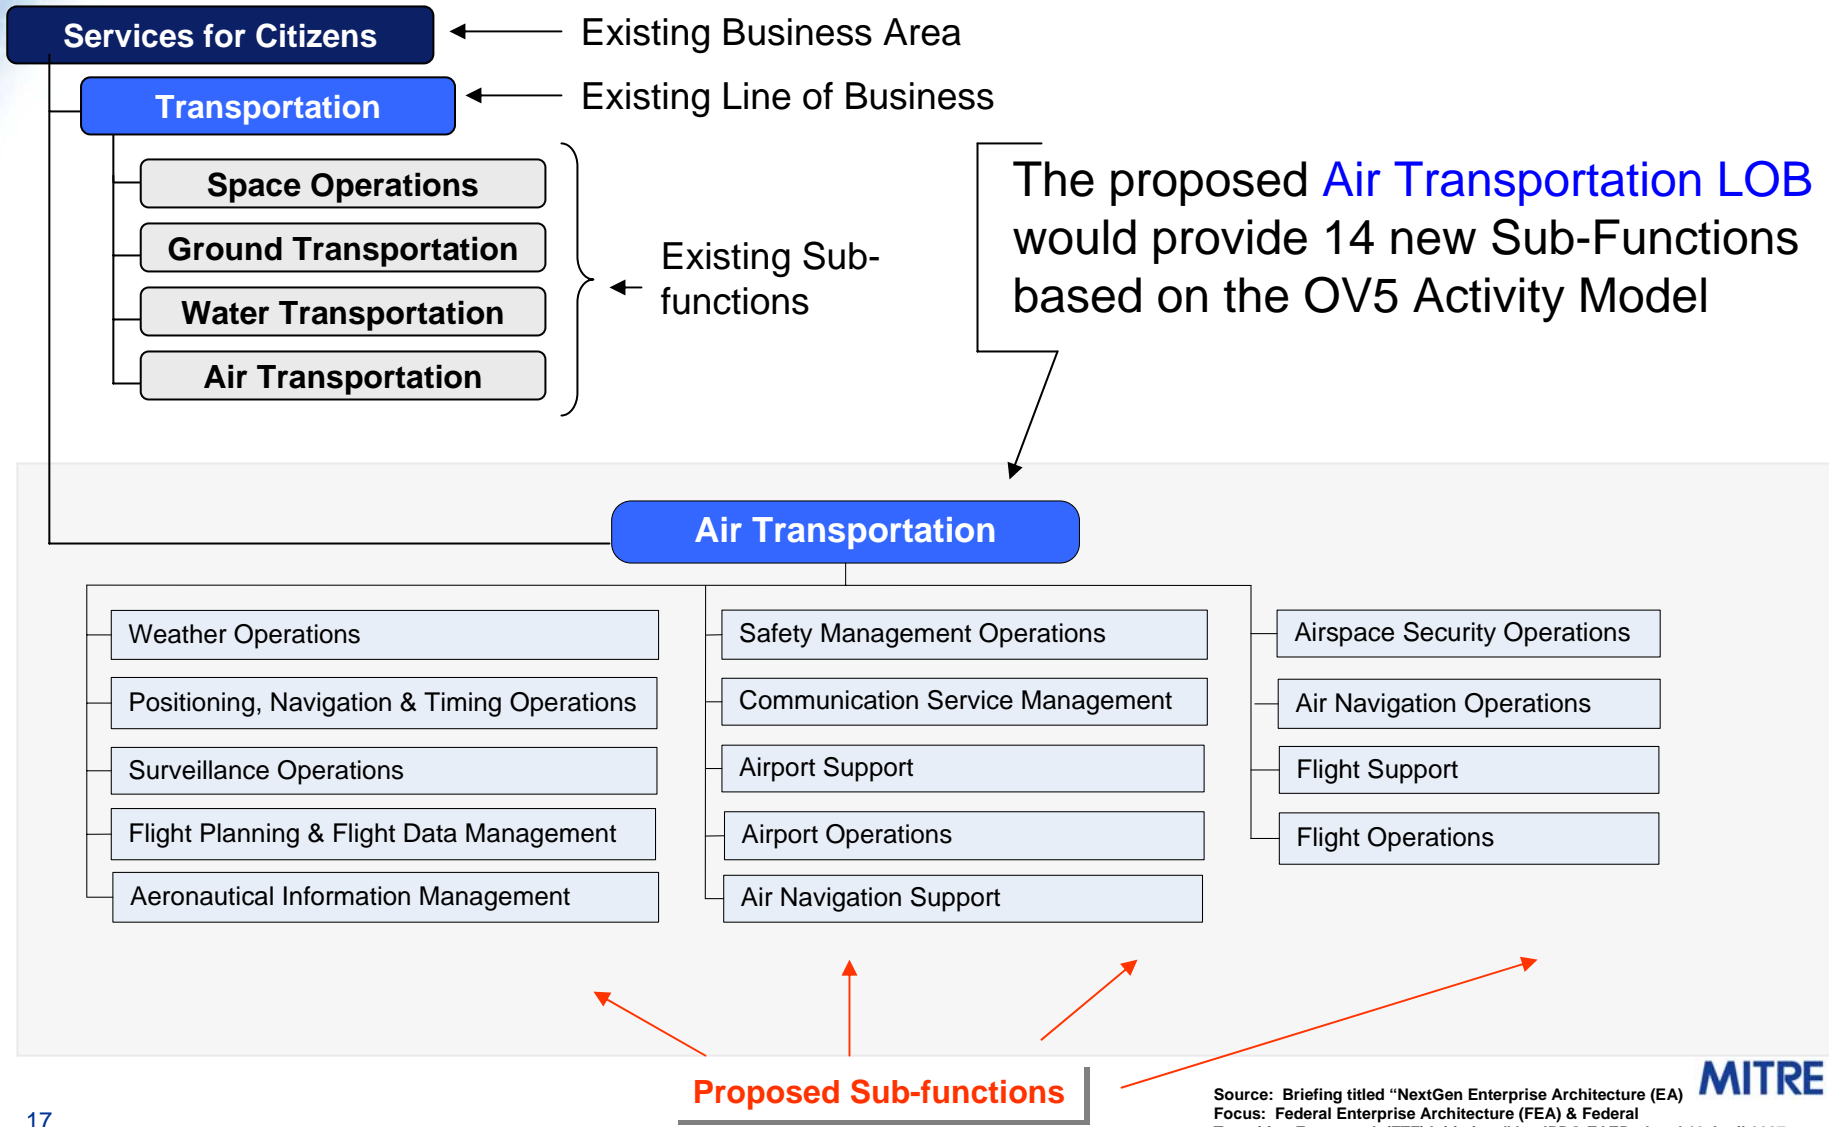 Services for Citizens
Existing Business Area
Transportation
Existing Line of Business
Space Operations
Ground Transportation
Water Transportation
Air Transportation
Existing Sub-
functions
The proposed Air Transportation LOB
would provide 14 new Sub-Functions
based on the OV5 Activity Model
Air Transportation
Weather Operations
Positioning, Navigation & Timing Operations
Surveillance Operations
Flight Planning & Flight Data Management
Aeronautical Information Management
Safety Management Operations
Communication Service Management
Airport Support
Airport Operations
Air Navigation Support
Airspace Security Operations
Air Navigation Operations
Flight Support
Flight Operations
Proposed Sub-functions
17
Source: Briefing titled “NextGen Enterprise Architecture (EA)
Focus: Federal Enterprise Architecture (FEA) & Federal
MITRE